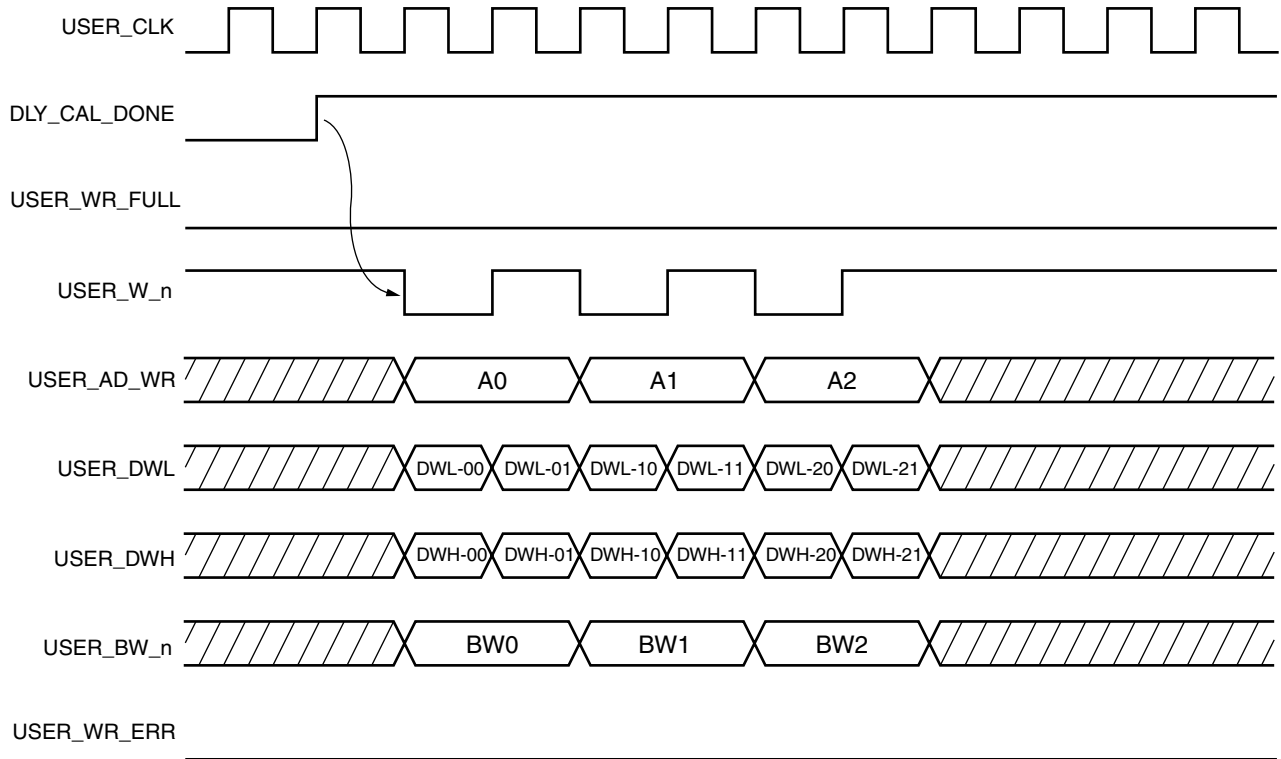 USER_CLK
DLY_CAL_DONE
USER_WR_FULL
USER_W_n
USER_AD_WR A0 A1 A2
USER_DWL DWL-00 DWL-01 DWL-10 DWL-11 DWL-20 DWL-21
USER_DWH DWH-00 DWH-01 DWH-10 DWH-11 DWH-20 DWH-21
USER_BW_n BW0 BW1 BW2
USER_WR_ERR